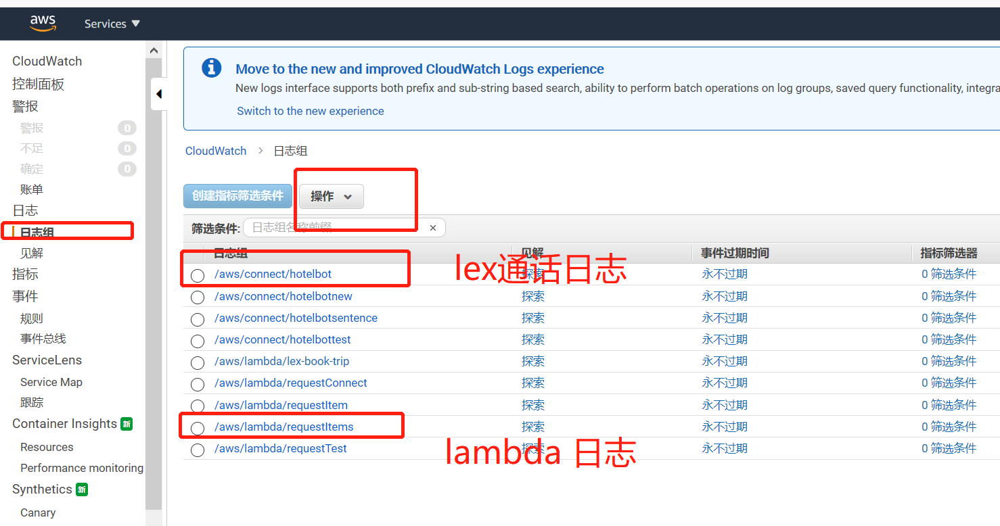 aws Services
CloudWatch
控制面板
警报
警报 0
不足 0
确定 0
账单
日志
日志组
见解
指标
事件
规则
事件总线
ServiceLens
Service Map
跟踪
Container Insights 新
Resources
Performance monitoring
Synthetics 新
Canary
Move to the new and improved CloudWatch Logs experience
New logs interface supports both prefix and sub-string based search, ability to perform batch operations on log groups, saved query functionality, integra
Switch to the new experience
CloudWatch > 日志组
创建指标筛选条件 操作
筛选条件: 日志组名称前缀 ×
日志组 见解 事件过期时间 指标筛选器
/aws/connect/hotelbot 探索 永不过期 0 筛选条件
lex通话日志
/aws/connect/hotelbotnew 探索 永不过期 0 筛选条件
/aws/connect/hotelbotsentence 探索 永不过期 0 筛选条件
/aws/connect/hotelbottest 探索 永不过期 0 筛选条件
/aws/lambda/lex-book-trip 探索 永不过期 0 筛选条件
/aws/lambda/requestConnect 探索 永不过期 0 筛选条件
/aws/lambda/requestItem 探索 永不过期 0 筛选条件
/aws/lambda/requestItems 探索 永不过期 0 筛选条件
/aws/lambda/requestTest 探索 永不过期 0 筛选条件
lambda 日志